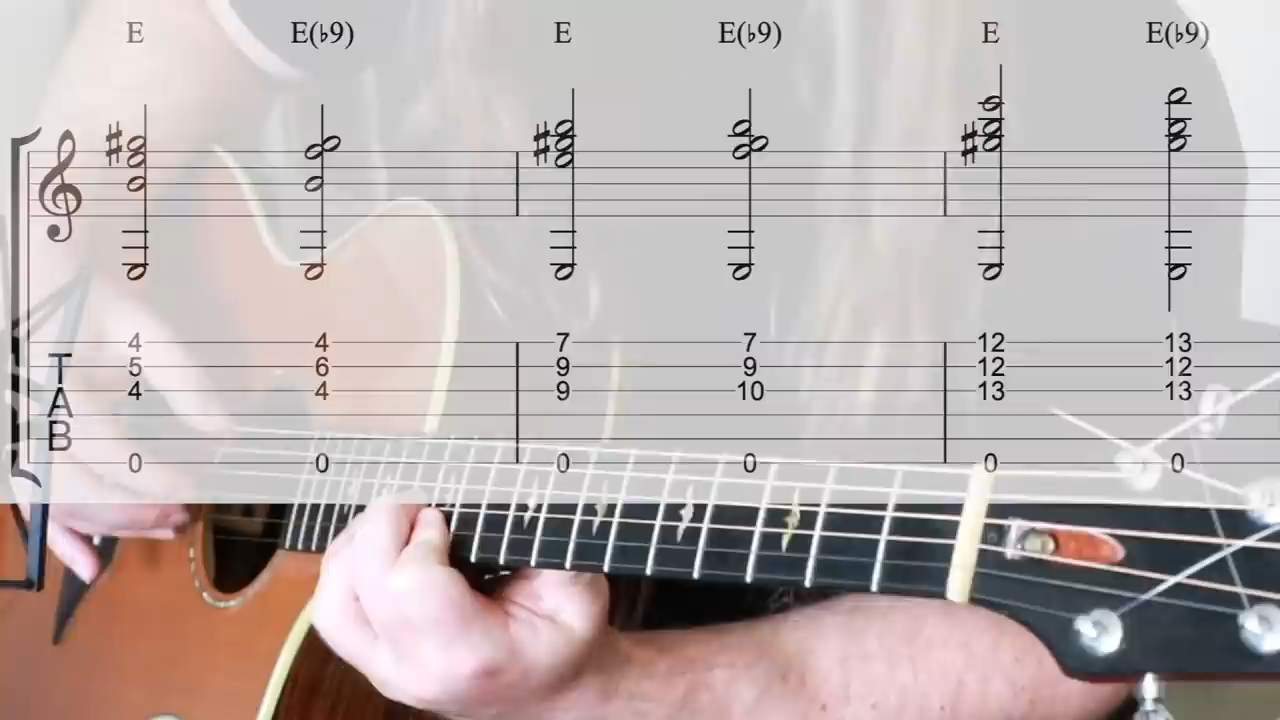 E E(♭9) E E(♭9) E E(♭9)
T
A
B
4 4 7 7 12 13
5 6 9 9 12 12
4 4 9 10 13 13
0 0 0 0 0 0